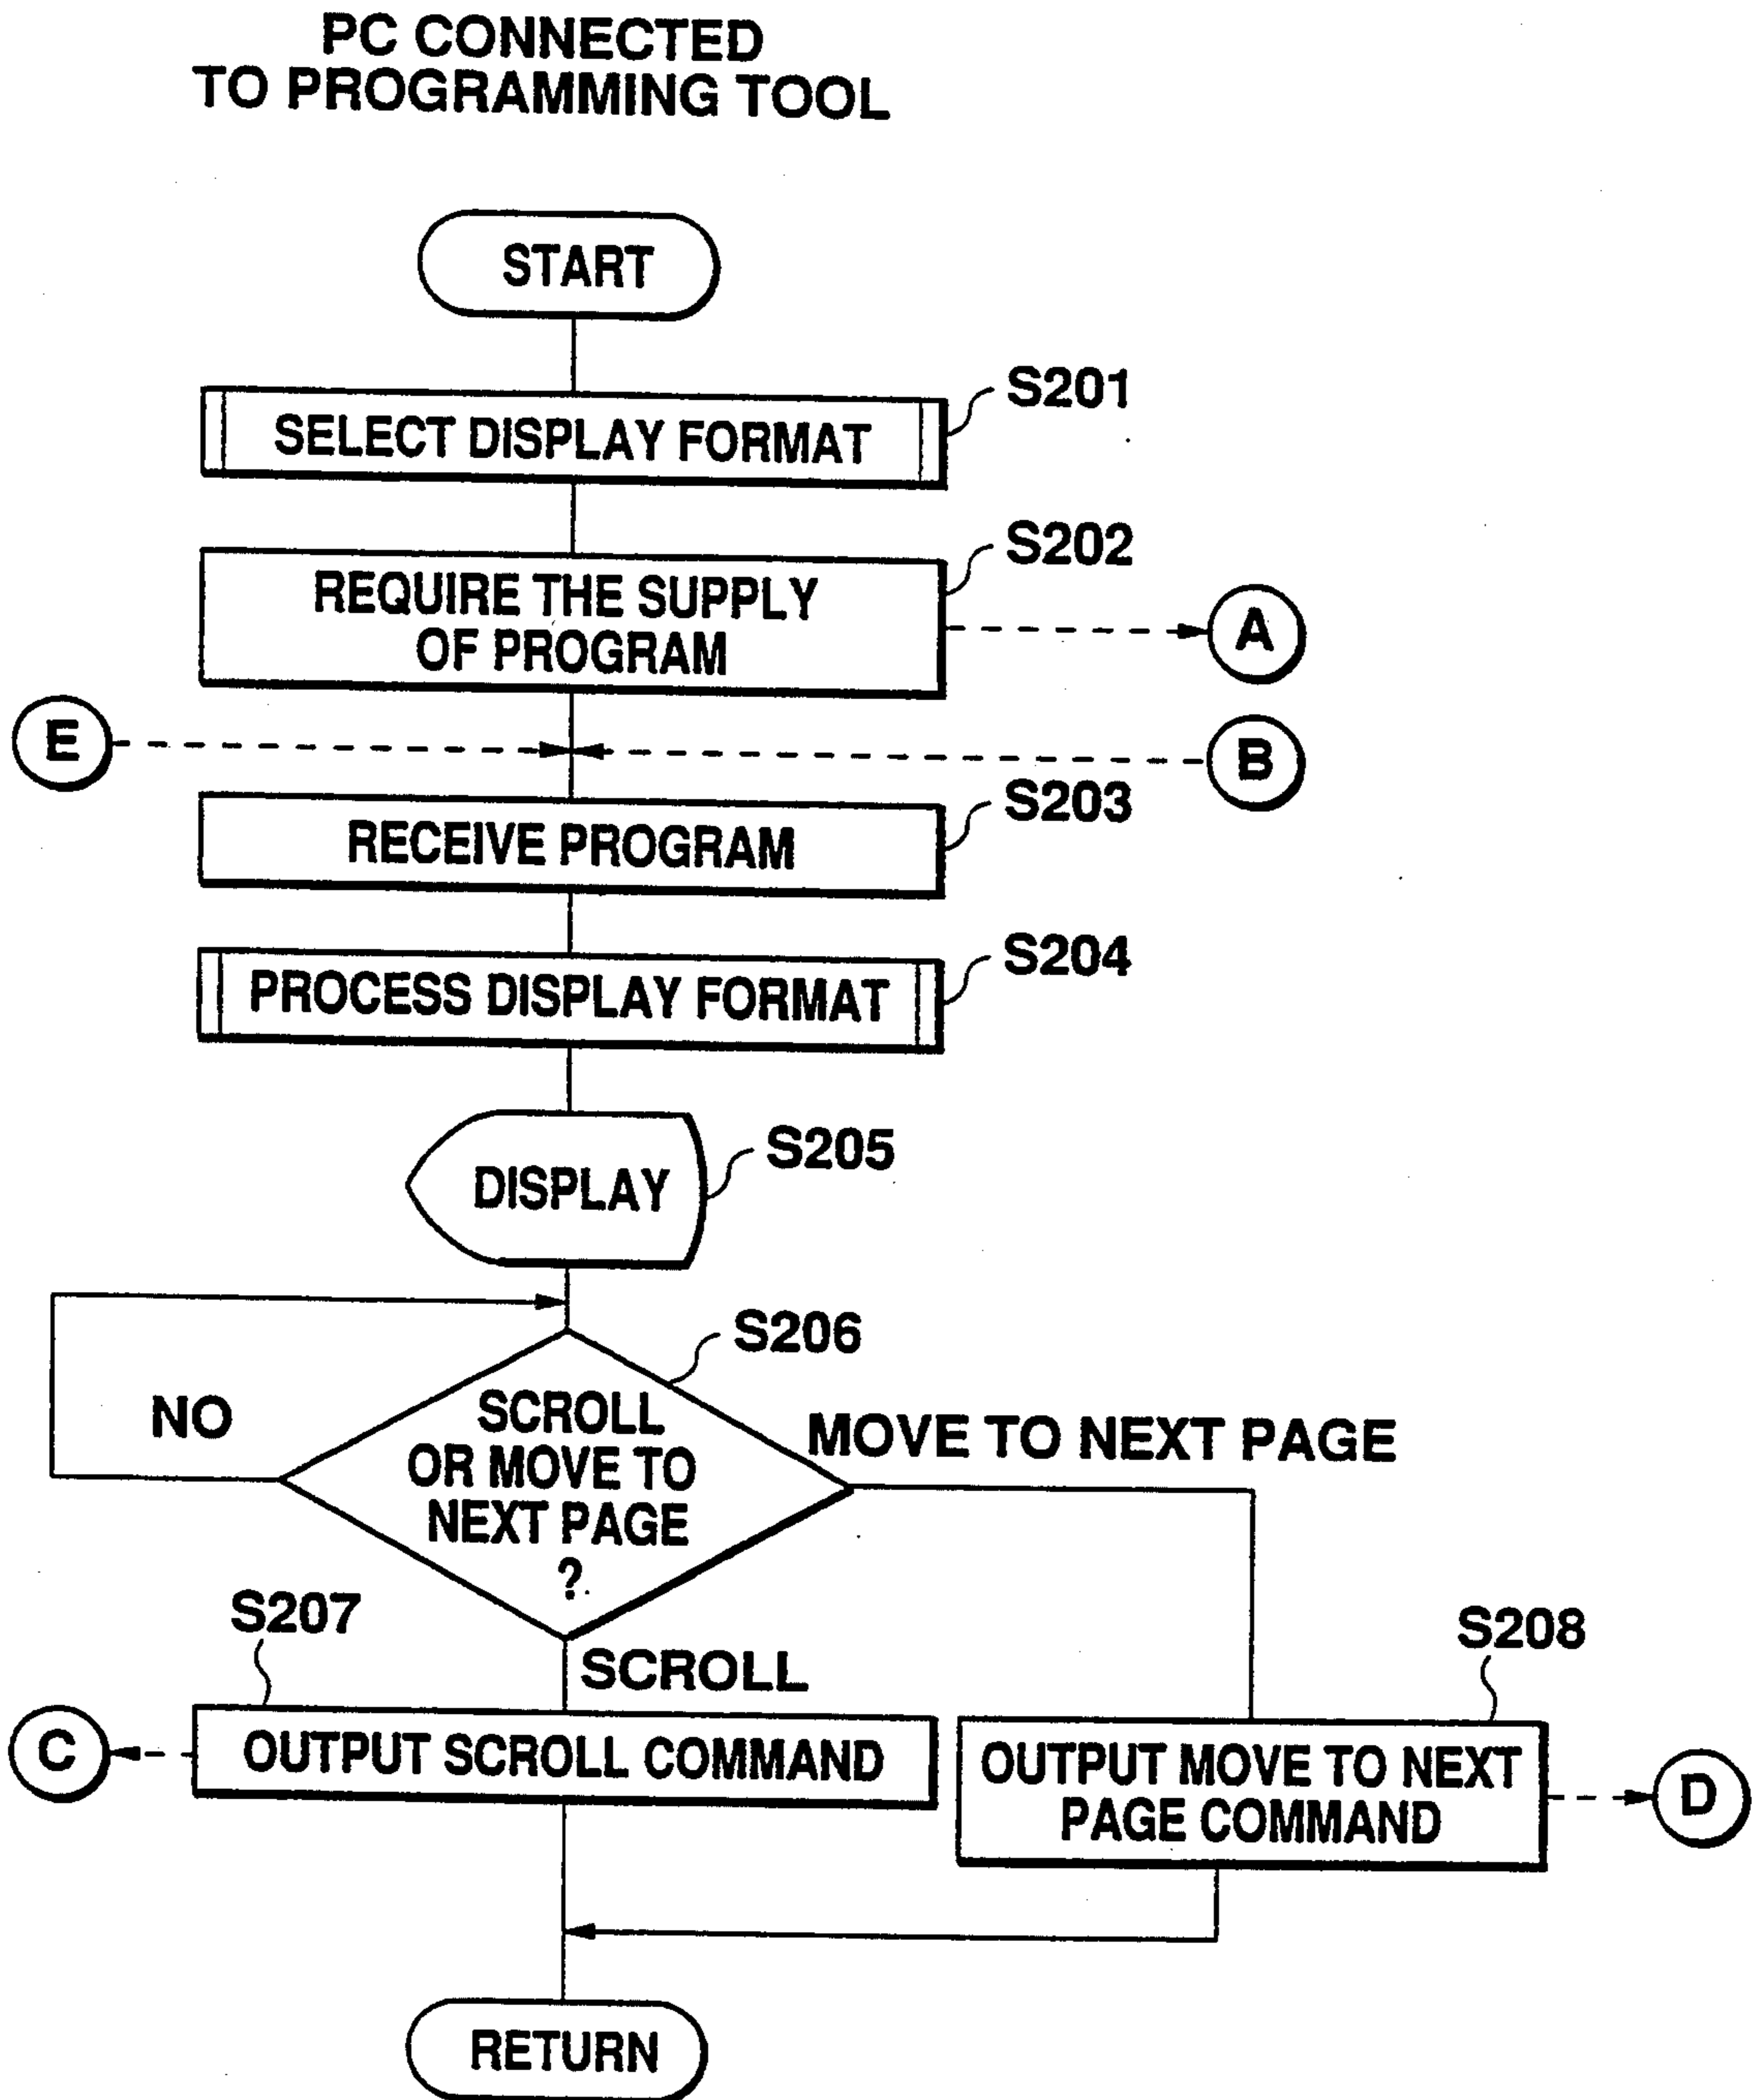 PC CONNECTED
TO PROGRAMMING TOOL
START
S201
SELECT DISPLAY FORMAT
S202
REQUIRE THE SUPPLY
OF PROGRAM
A
E
B
S203
RECEIVE PROGRAM
S204
PROCESS DISPLAY FORMAT
S205
DISPLAY
S206
NO
SCROLL
OR MOVE TO
NEXT PAGE
?
MOVE TO NEXT PAGE
S207
SCROLL
S208
C
OUTPUT SCROLL COMMAND
OUTPUT MOVE TO NEXT
PAGE COMMAND
D
RETURN